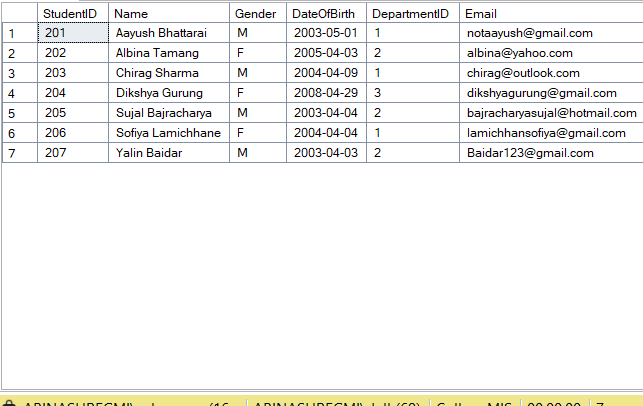 StudentID Name Gender DateOfBirth DepartmentID Email
1 201 Aayush Bhattarai M 2003-05-01 1 notaayush@gmail.com
2 202 Albina Tamang F 2005-04-03 2 albina@yahoo.com
3 203 Chirag Sharma M 2004-04-09 1 chirag@outlook.com
4 204 Dikshya Gurung F 2008-04-29 3 dikshyagurung@gmail.com
5 205 Sujal Bajracharya M 2003-04-04 2 bajracharyasujal@hotmail.com
6 206 Sofiya Lamichhane F 2004-04-04 1 lamichhansofiya@gmail.com
7 207 Yalin Baidar M 2003-04-03 2 Baidar123@gmail.com